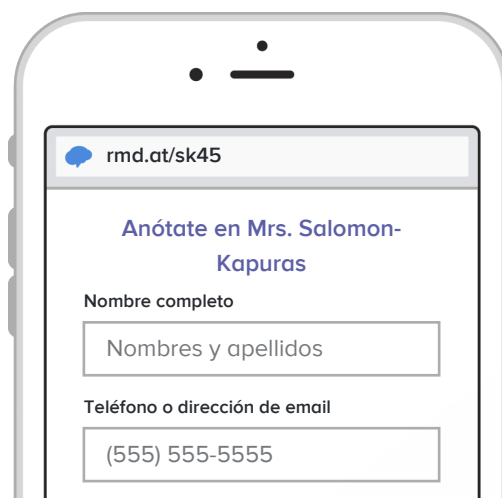 rmd.at/sk45
Anótate en Mrs. Salomon-
Kapuras
Nombre completo
Nombres y apellidos
Teléfono o dirección de email
(555) 555-5555